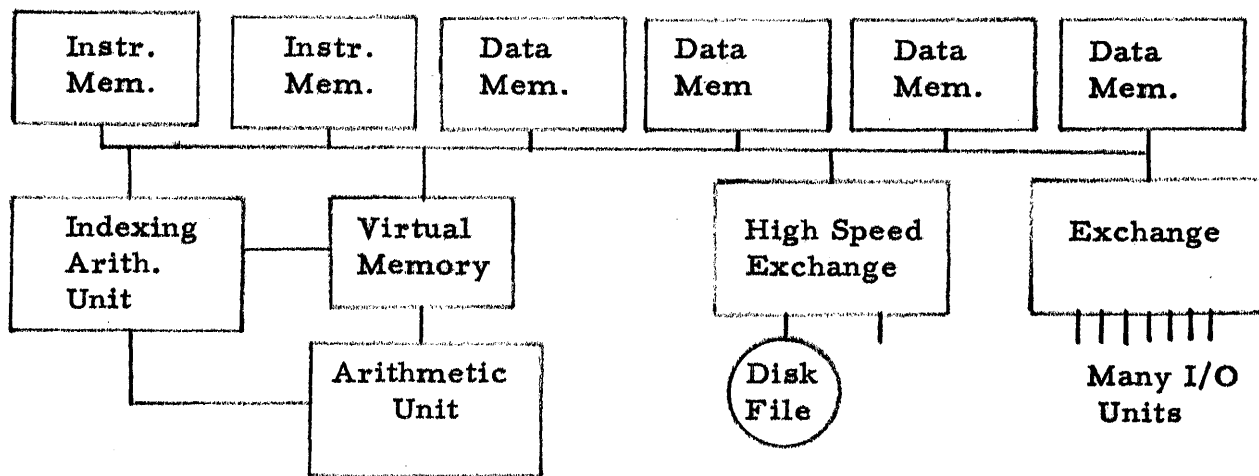 Instr.
Mem.
Instr.
Mem.
Data
Mem.
Data
Mem
Data
Mem.
Data
Mem.
Indexing
Arith.
Unit
Virtual
Memory
High Speed
Exchange
Exchange
Arithmetic
Unit
Disk
File
Many I/O
Units